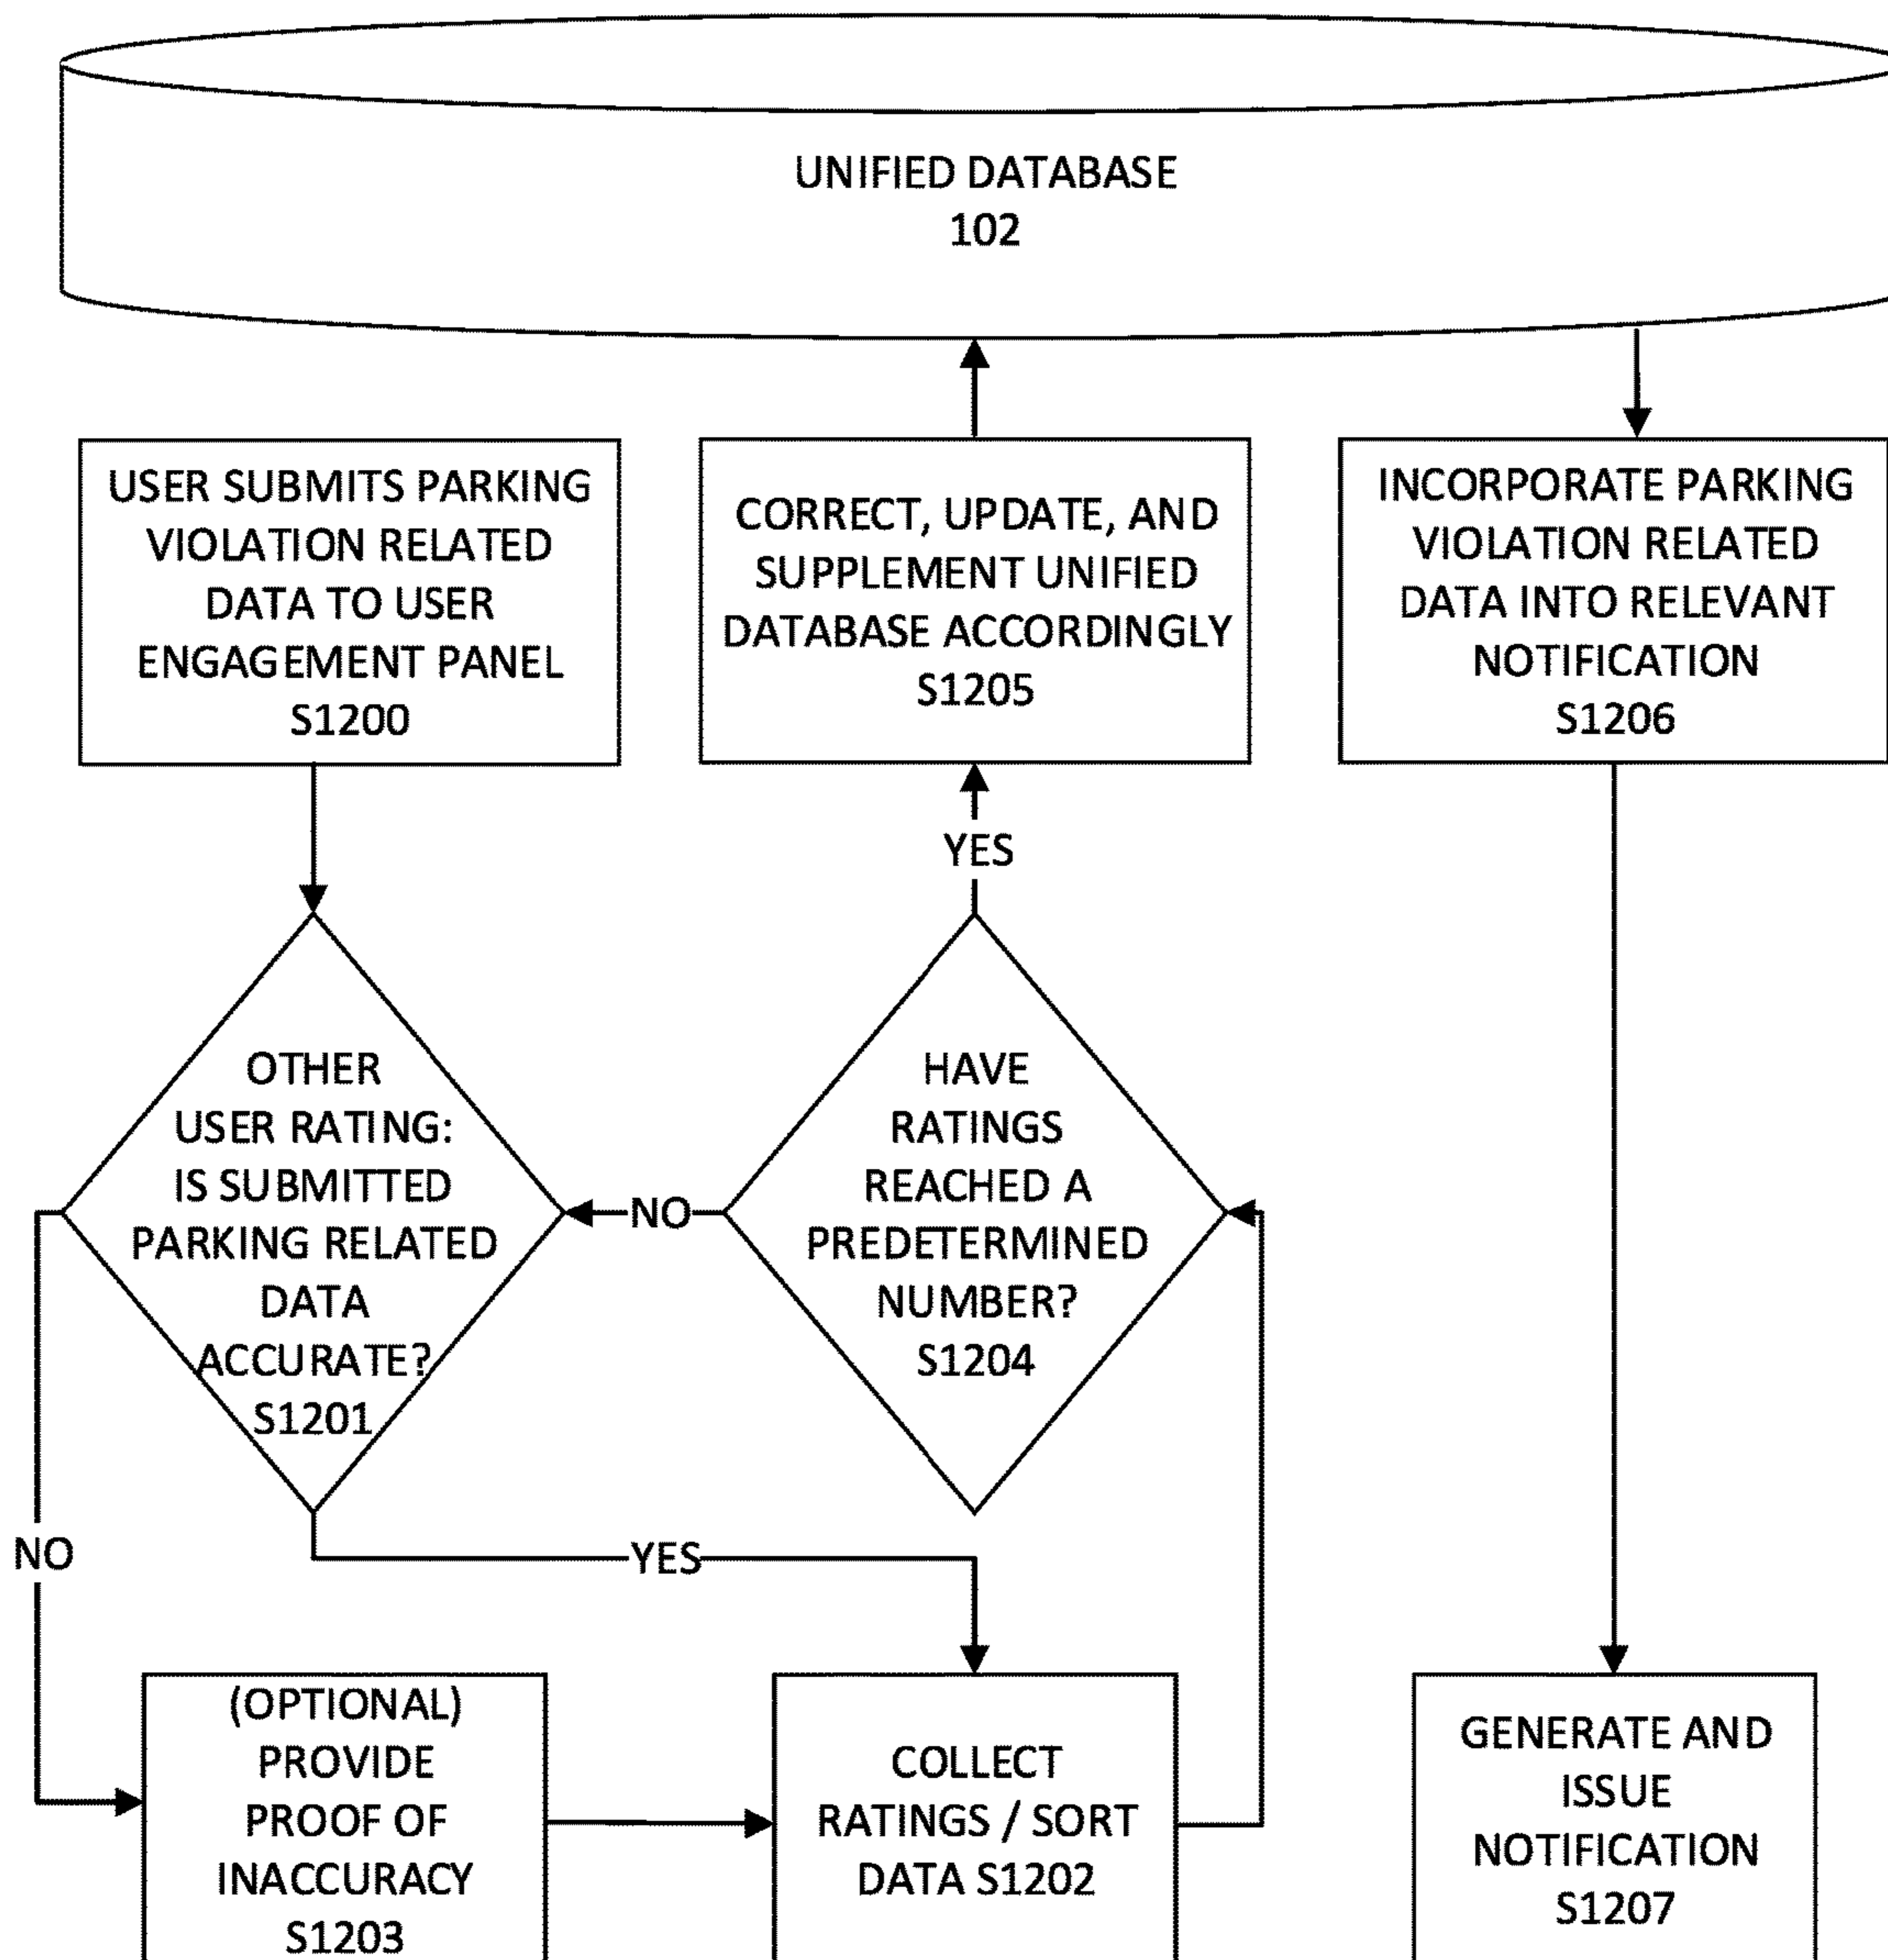 UNIFIED DATABASE
102
USER SUBMITS PARKING
VIOLATION RELATED
DATA TO USER
ENGAGEMENT PANEL
S1200
CORRECT, UPDATE, AND
SUPPLEMENT UNIFIED
DATABASE ACCORDINGLY
S1205
INCORPORATE PARKING
VIOLATION RELATED
DATA INTO RELEVANT
NOTIFICATION
S1206
YES
OTHER
USER RATING:
IS SUBMITTED
PARKING RELATED
DATA
ACCURATE?
S1201
NO
HAVE
RATINGS
REACHED A
PREDETERMINED
NUMBER?
S1204
NO
YES
(OPTIONAL)
PROVIDE
PROOF OF
INACCURACY
S1203
COLLECT
RATINGS / SORT
DATA S1202
GENERATE AND
ISSUE
NOTIFICATION
S1207